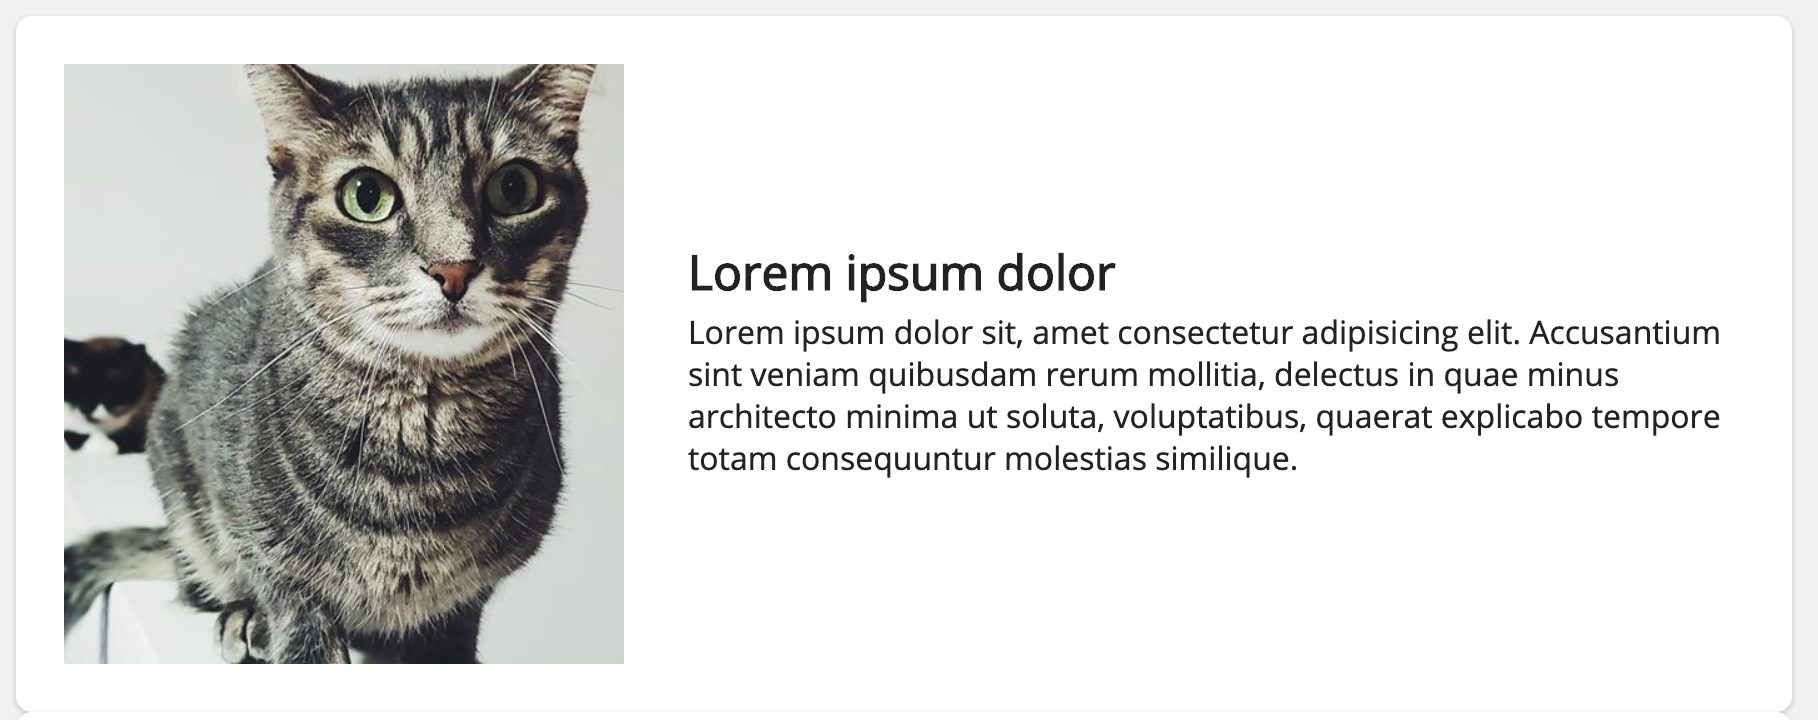 Lorem ipsum dolor
Lorem ipsum dolor sit, amet consectetur adipisicing elit. Accusantium
sint veniam quibusdam rerum mollitia, delectus in quae minus
architecto minima ut soluta, voluptatibus, quaerat explicabo tempore
totam consequuntur molestias similique.